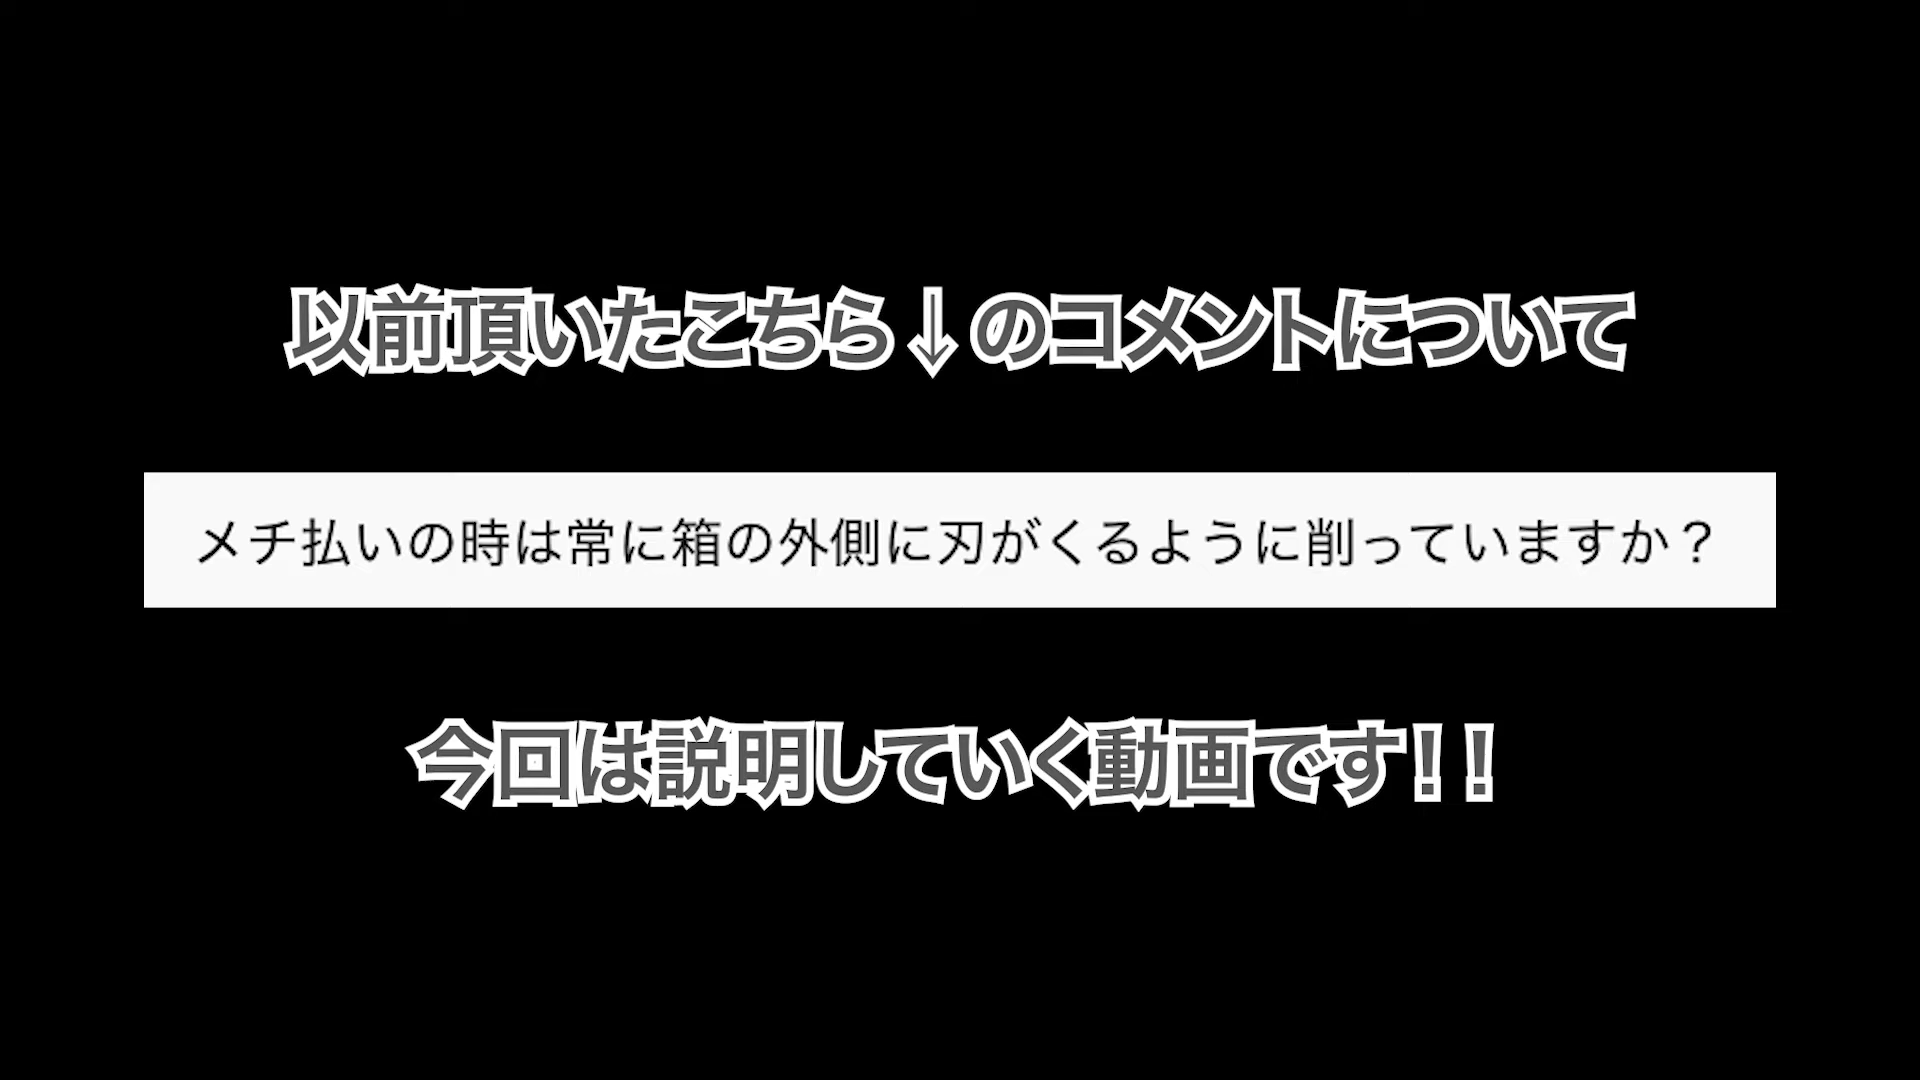 以前頂いたこちら↓のコメントについて
メチ払いの時は常に箱の外側に刃がくるように削っていますか？
今回は説明していく動画です！！